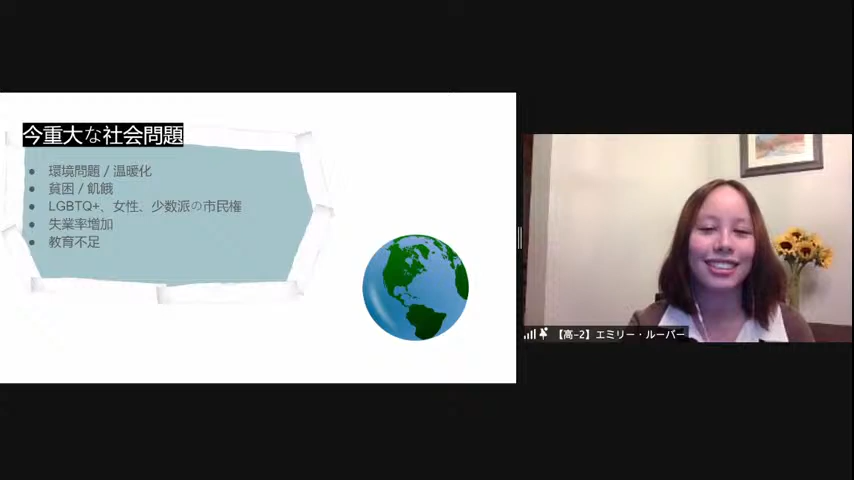 今重大な社会問題
● 環境問題 / 温暖化
● 貧困 / 飢餓
● LGBTQ+、女性、少数派の市民権
● 失業率増加
● 教育不足
【高-2】エミリー・ルーバー